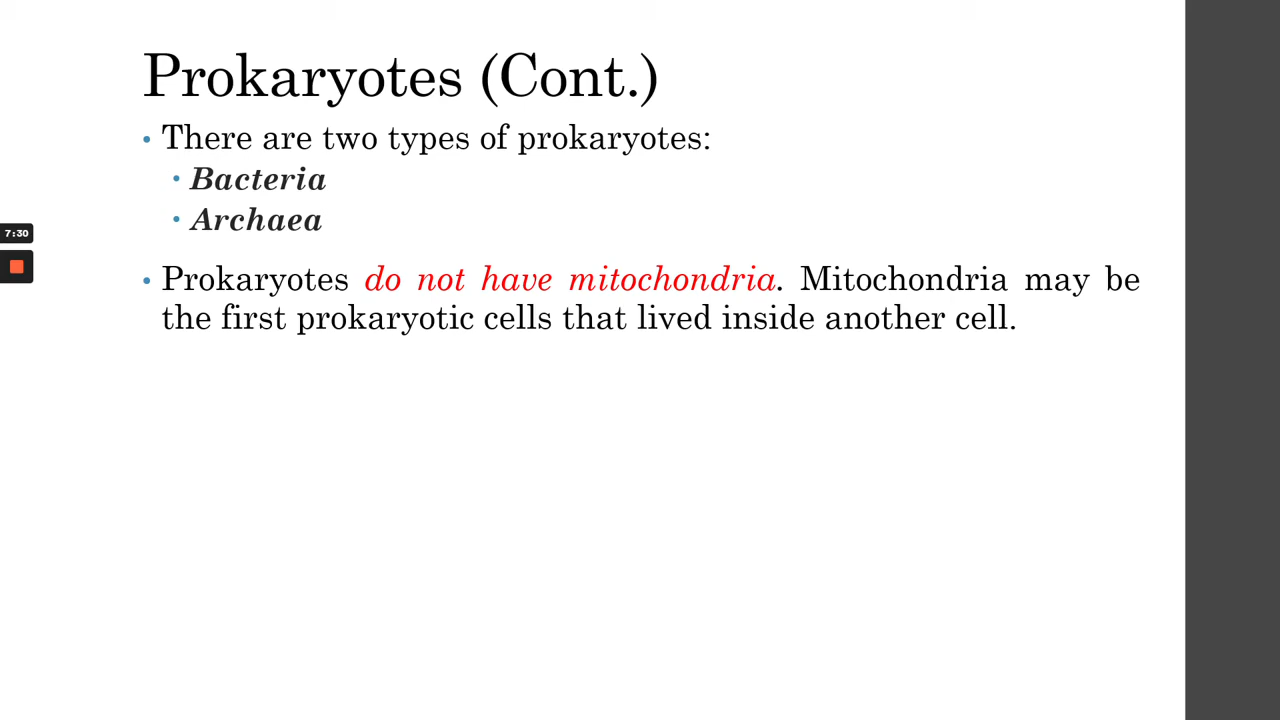 Prokaryotes (Cont.)
• There are two types of prokaryotes:
• Bacteria
• Archaea
7:30
• Prokaryotes do not have mitochondria. Mitochondria may be
the first prokaryotic cells that lived inside another cell.